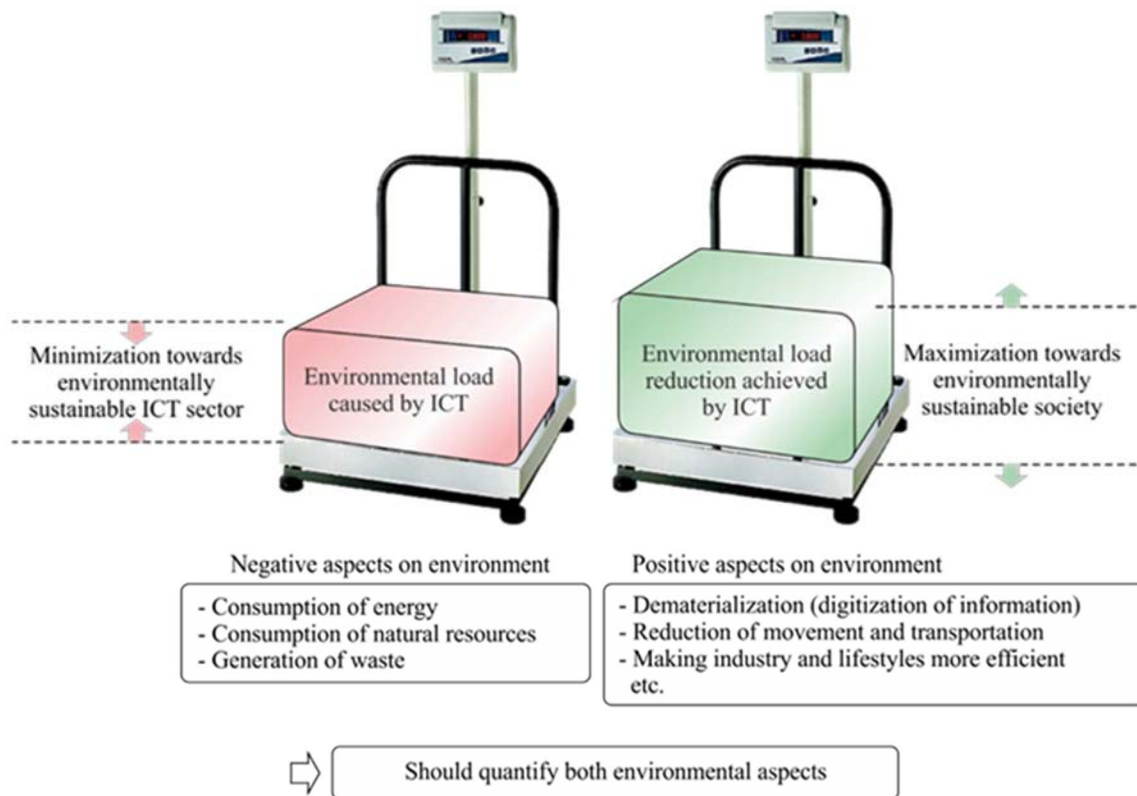 Minimization towards
environmentally
sustainable ICT sector
Environmental load
caused by ICT
Environmental load
reduction achieved
by ICT
Maximization towards
environmentally
sustainable society
Negative aspects on environment
- Consumption of energy
- Consumption of natural resources
- Generation of waste
Positive aspects on environment
- Dematerialization (digitization of information)
- Reduction of movement and transportation
- Making industry and lifestyles more efficient
etc.
Should quantify both environmental aspects